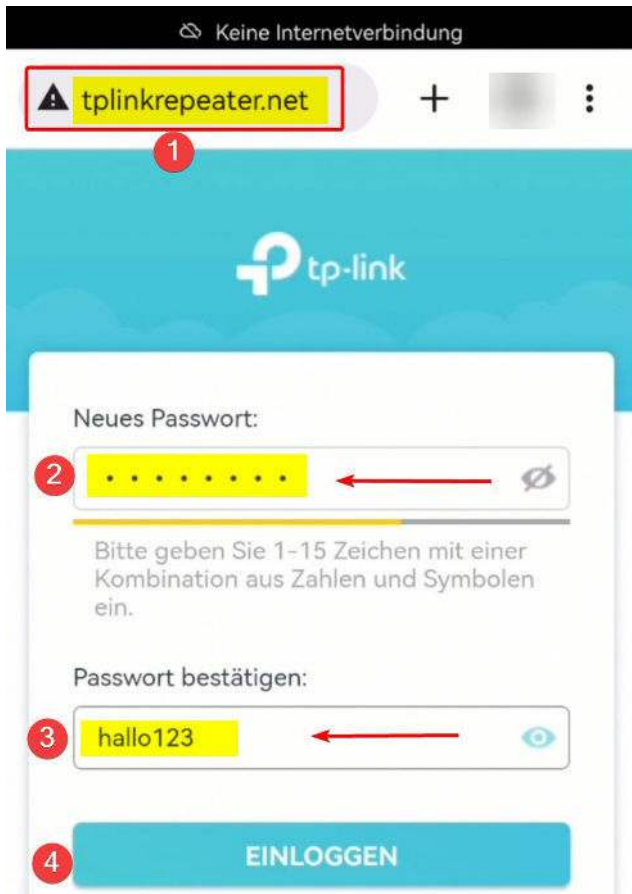 Keine Internetverbindung
tplinkrepeater.net
1
tp-link
Neues Passwort:
2
Bitte geben Sie 1-15 Zeichen mit einer
Kombination aus Zahlen und Symbolen
ein.
Passwort bestätigen:
3 hallo123
4 EINLOGGEN